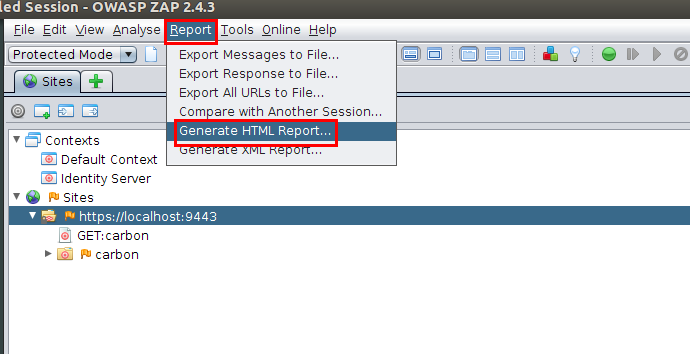 led Session - OWASP ZAP 2.4.3
File Edit View Analyse Report Tools Online Help
Protected Mode
Export Messages to File...
Export Response to File...
Export All URLs to File...
Compare with Another Session...
Generate HTML Report...
Generate XML Report...
Sites
Contexts
Default Context
Identity Server
Sites
https://localhost:9443
GET:carbon
carbon